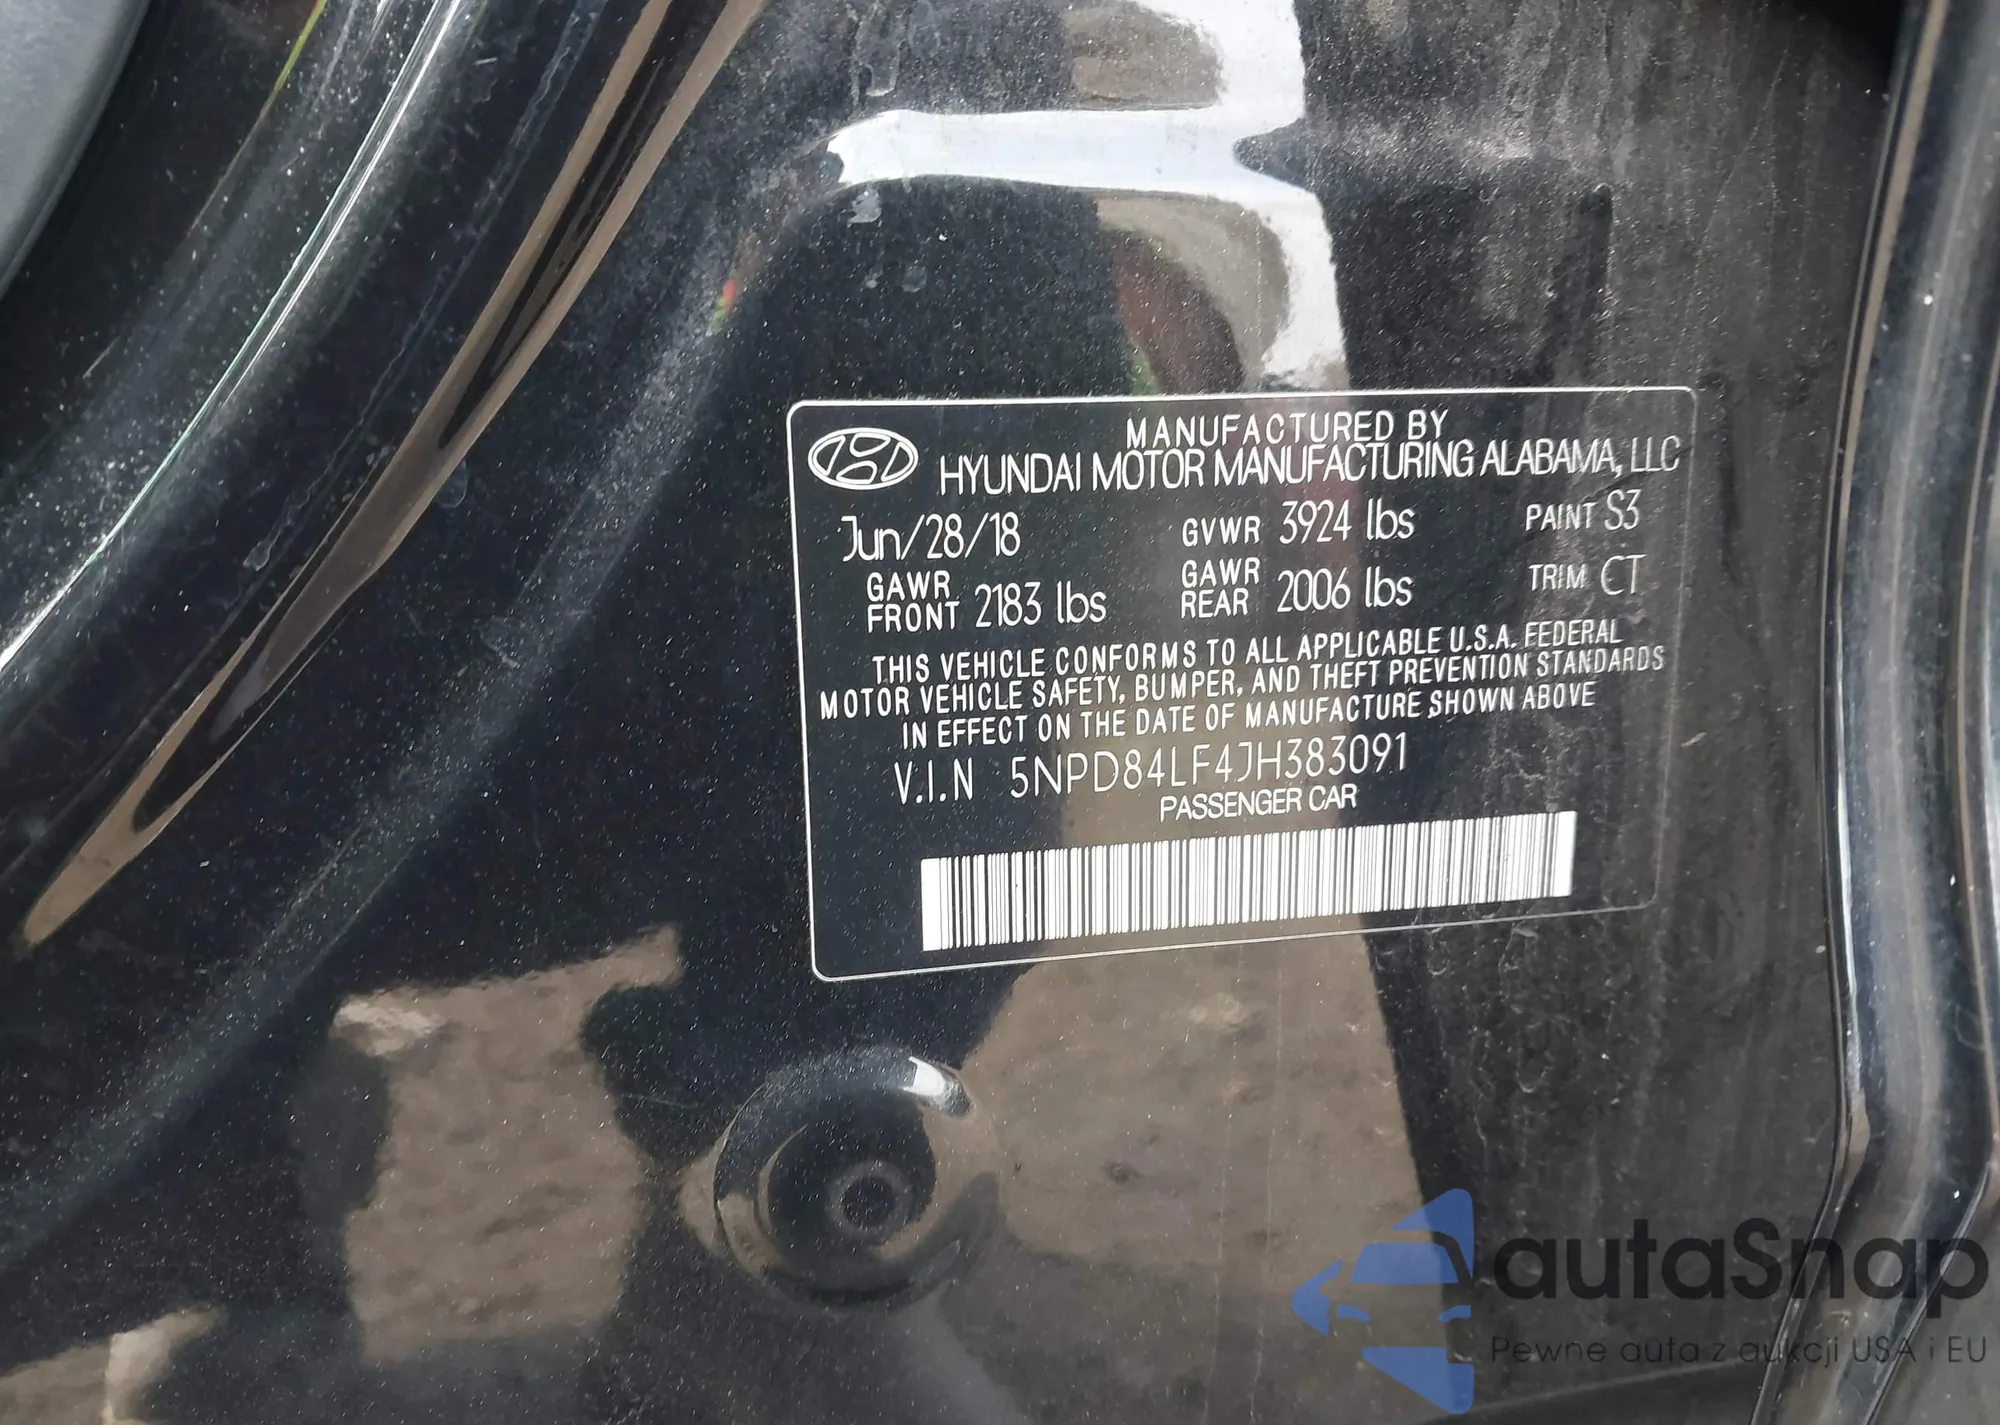 MANUFACTURED BY
HYUNDAI MOTOR MANUFACTURING ALABAMA, LLC
Jun/28/18 GVWR 3924 lbs PAINT S3
GAWR FRONT 2183 lbs GAWR REAR 2006 lbs TRIM CT
THIS VEHICLE CONFORMS TO ALL APPLICABLE U.S.A. FEDERAL
MOTOR VEHICLE SAFETY, BUMPER, AND THEFT PREVENTION STANDARDS
IN EFFECT ON THE DATE OF MANUFACTURE SHOWN ABOVE
V.I.N 5NPD84LF4JH383091
PASSENGER CAR
autaSnap
Pewne auta z aukcji USA i EU